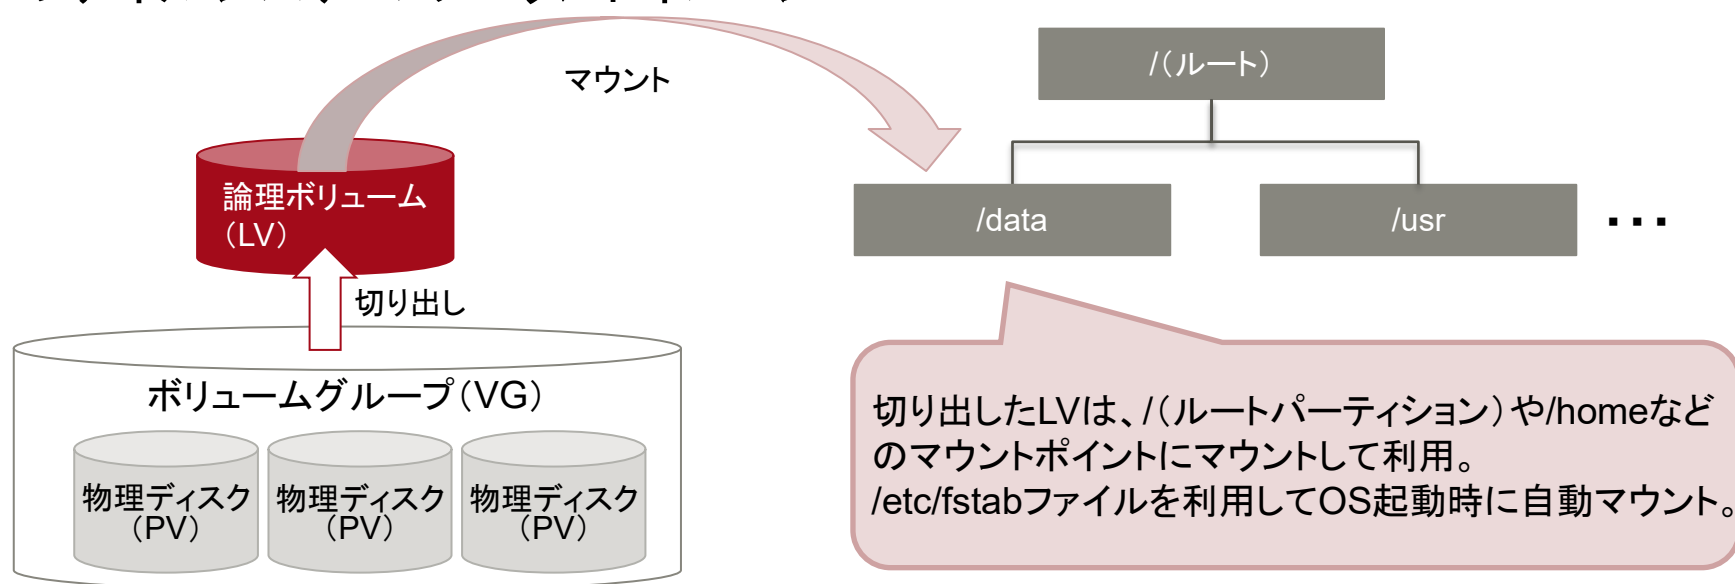 マウント
/(ルート)
論理ボリューム
(LV)
/data
/usr
・・・
切り出し
ボリュームグループ(VG)
物理ディスク
(PV)
物理ディスク
(PV)
物理ディスク
(PV)
切り出したLVは、/(ルートパーティション)や/homeなど
のマウントポイントにマウントして利用。
/etc/fstabファイルを利用してOS起動時に自動マウント。